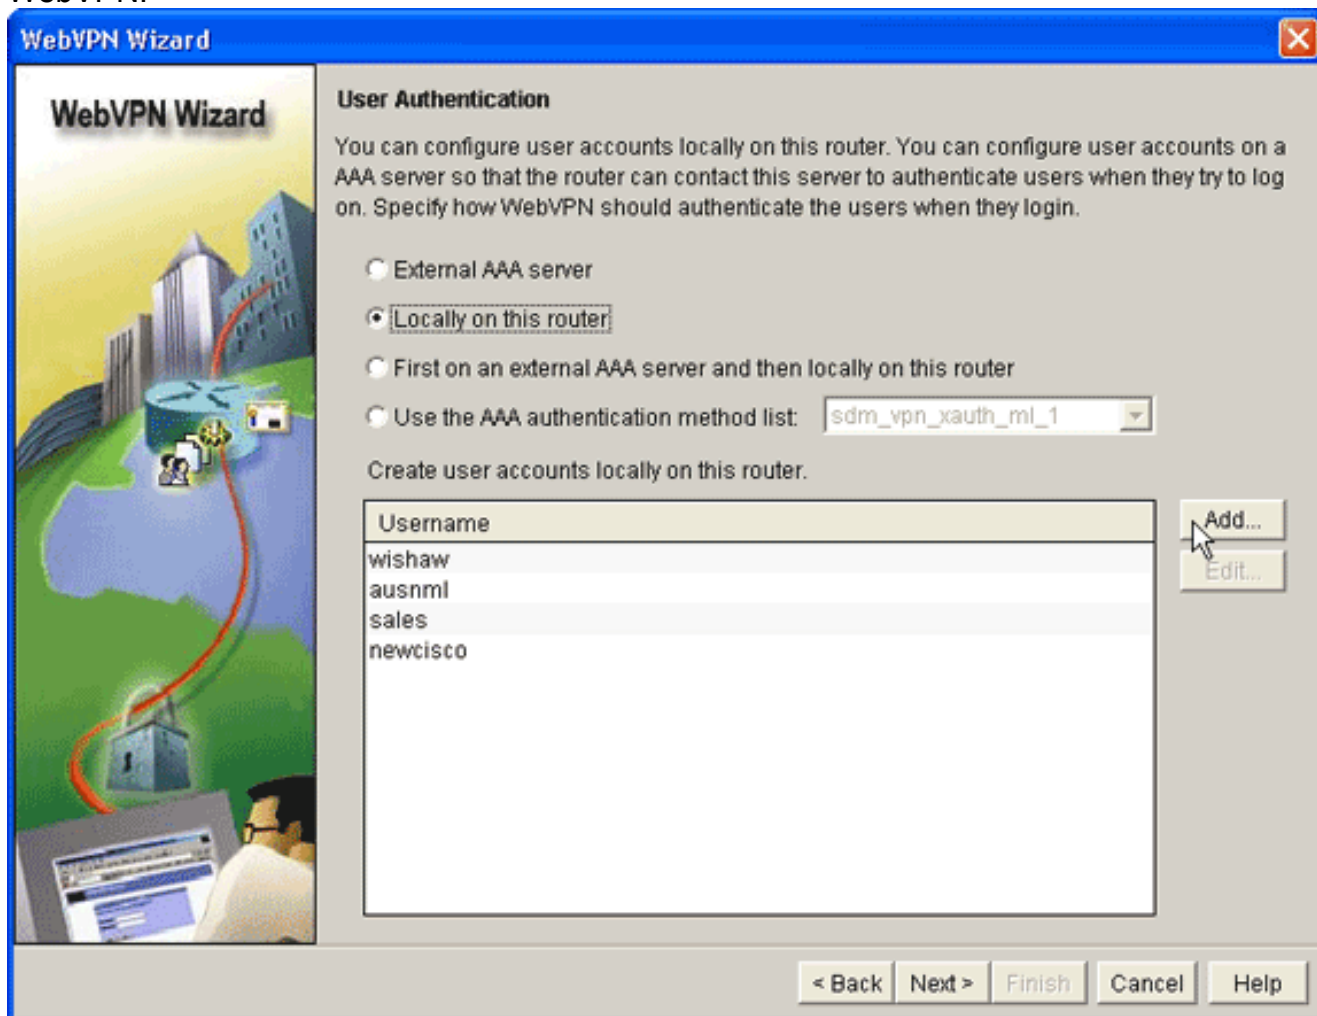 WebVPN Wizard
WebVPN Wizard
User Authentication
You can configure user accounts locally on this router. You can configure user accounts on a
AAA server so that the router can contact this server to authenticate users when they try to log
on. Specify how WebVPN should authenticate the users when they login.
External AAA server
Locally on this router
First on an external AAA server and then locally on this router
Use the AAA authentication method list: sdm_vpn_xauth_ml_1
Create user accounts locally on this router.
Username
wishaw
ausnml
sales
newcisco
Add...
Edit...
< Back Next > Finish Cancel Help